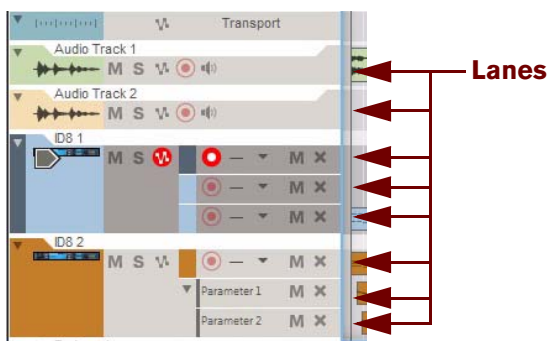 Transport
Audio Track 1
M S
Lanes
Audio Track 2
M S
ID8 1
M S — M X
— M X
— M X
ID8 2
M S — M X
Parameter 1 M X
Parameter 2 M X